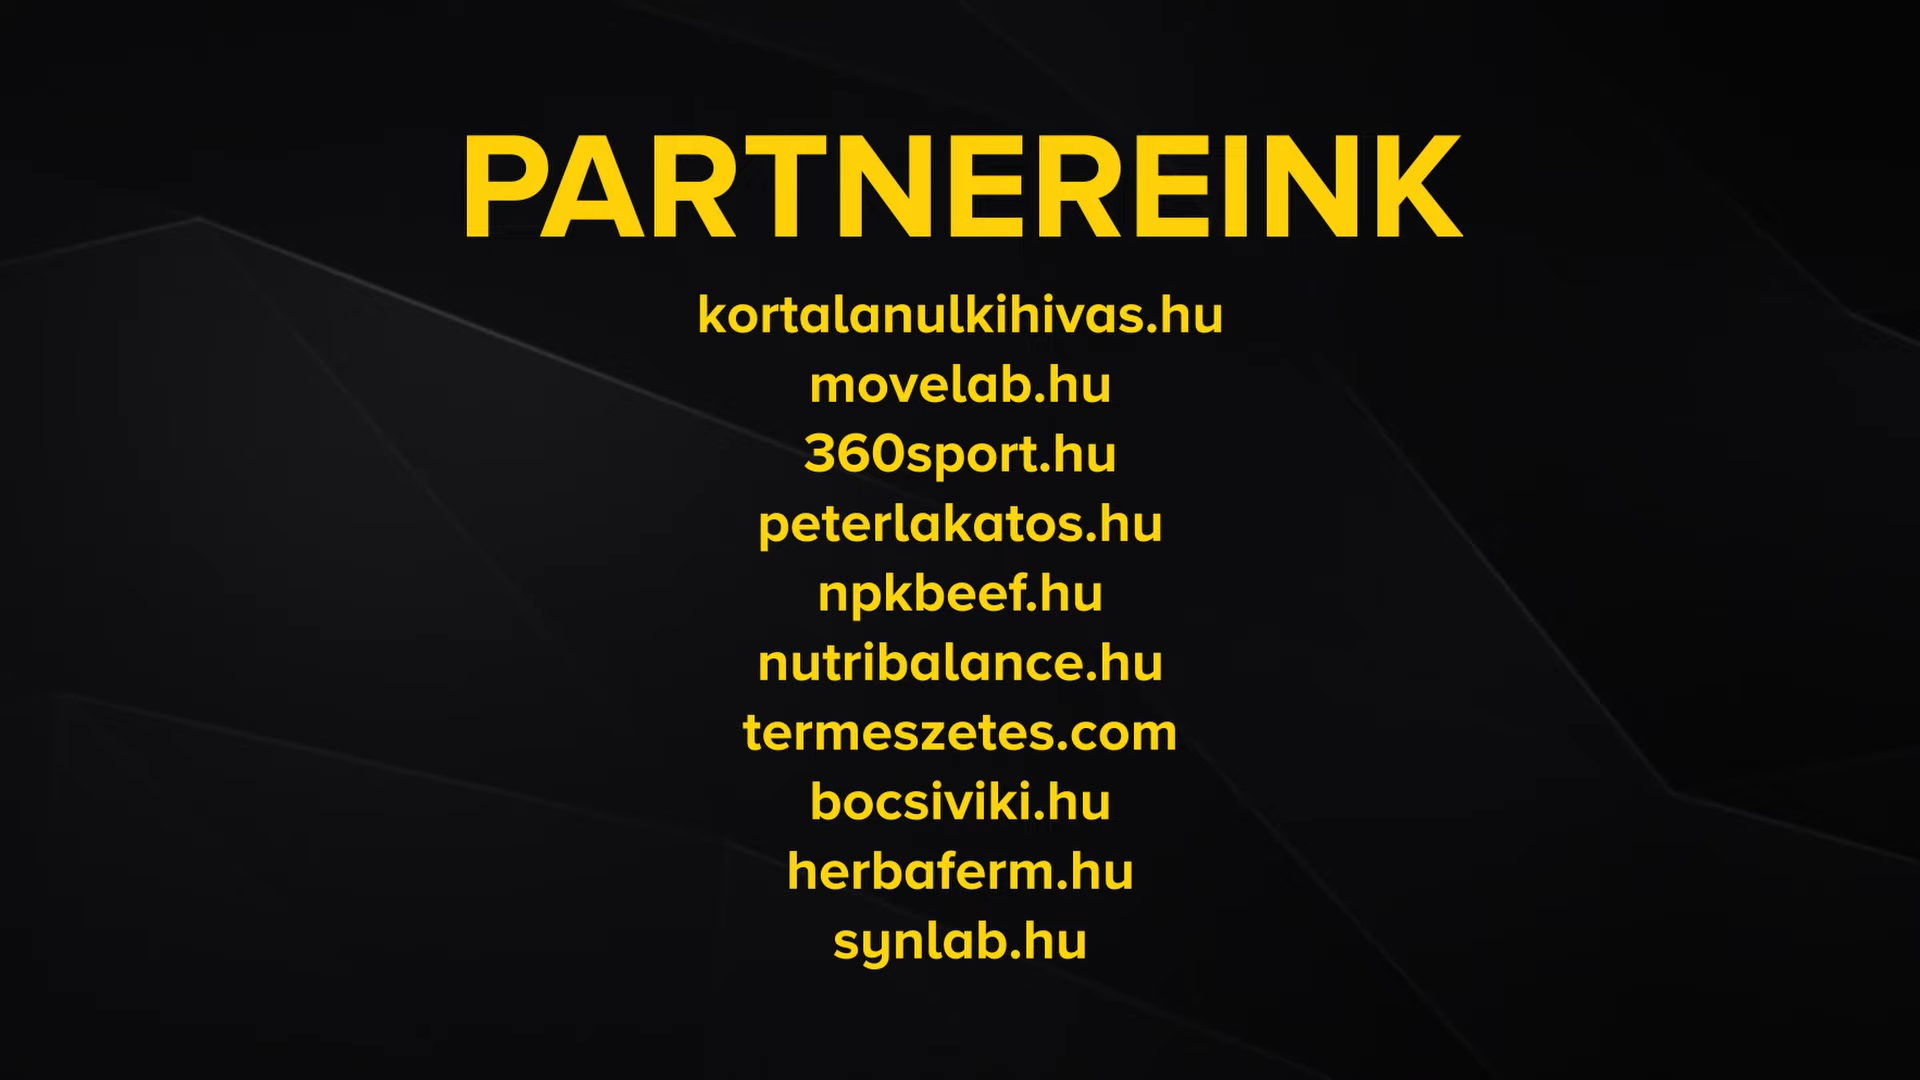 PARTNEREINK
kortalanulkihivas.hu
movelab.hu
360sport.hu
peterlakatos.hu
npkbeef.hu
nutribalance.hu
termeszetes.com
bocsiviki.hu
herbaferm.hu
synlab.hu